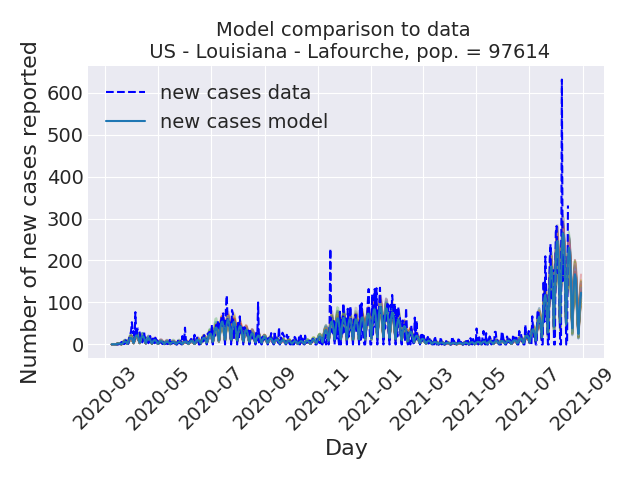 Model comparison to data
US - Louisiana - Lafourche, pop. = 97614
Number of new cases reported
600
500
400
300
200
100
0
new cases data
new cases model
2020-03
2020-05
2020-07
2020-09
2020-11
2021-01
2021-03
2021-05
2021-07
2021-09
Day